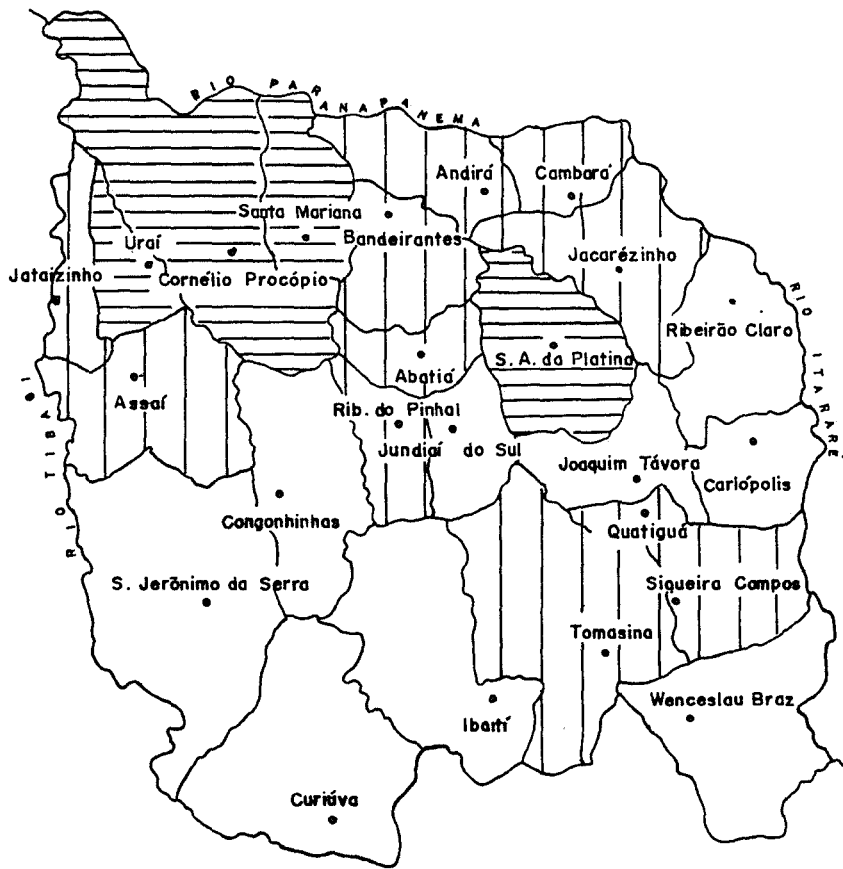 RIO PARANAPANEMA
Andirá
Cambará
Santa Mariana
Bandeirantes
Uraí
Jacarézinho
Jataizinho
Cornélio Procópio
RIO ITARARÉ
Ribeirão Claro
S. A. da Platina
Abatiá
Assaí
Rib. do Pinhal
Jundiaí do Sul
Joaquim Távora
Cariópolis
RIO TIBAJI
Congonhinhas
Quatiguá
S. Jerônimo da Serra
Siqueira Campos
Tomasina
Ibaití
Wenceslau Braz
Curiúva